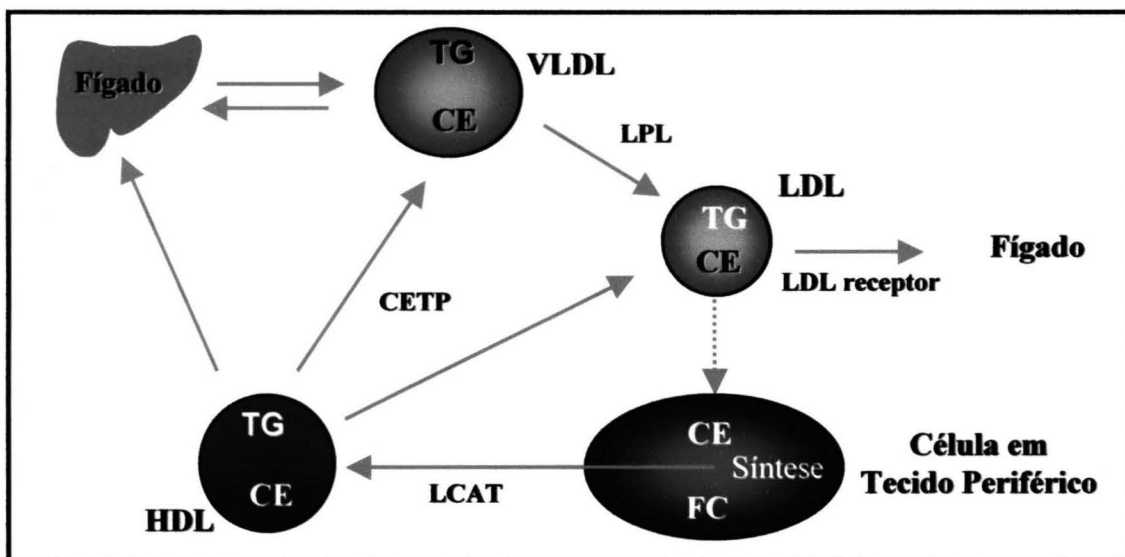 Fígado
TG
VLDL
CE
LPL
LDL
TG
CE
Fígado
LDL receptor
CETP
TG
CE
HDL
LCAT
CE
Síntese
FC
Célula em
Tecido Periférico